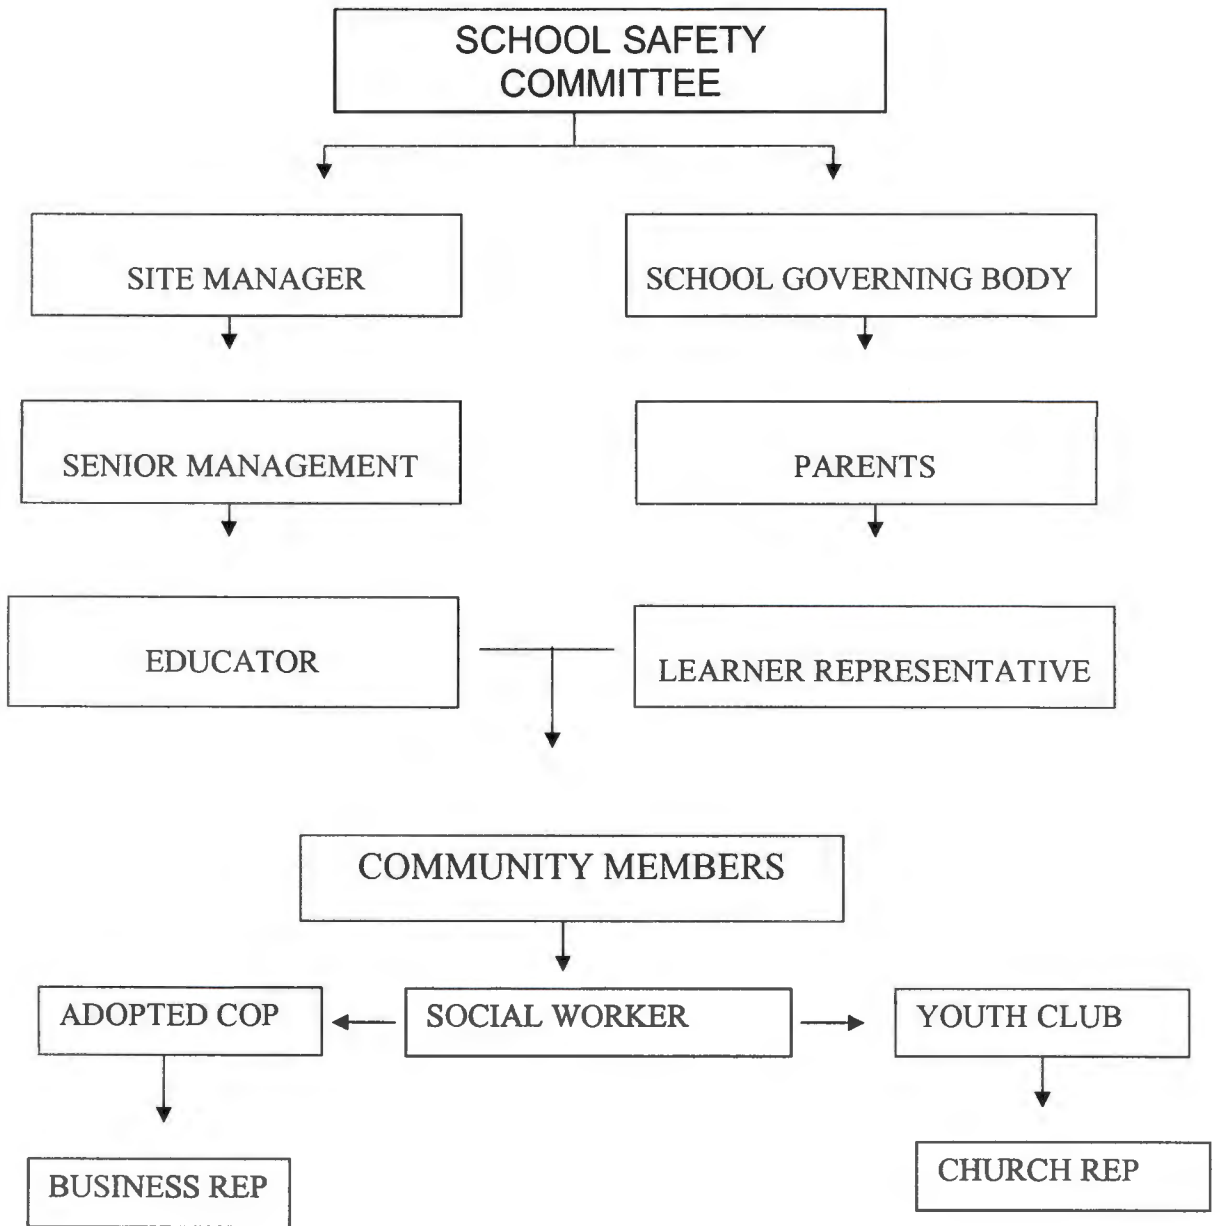 SCHOOL SAFETY
COMMITTEE
SITE MANAGER
SCHOOL GOVERNING BODY
SENIOR MANAGEMENT
PARENTS
EDUCATOR
LEARNER REPRESENTATIVE
COMMUNITY MEMBERS
ADOPTED COP
SOCIAL WORKER
YOUTH CLUB
BUSINESS REP
CHURCH REP